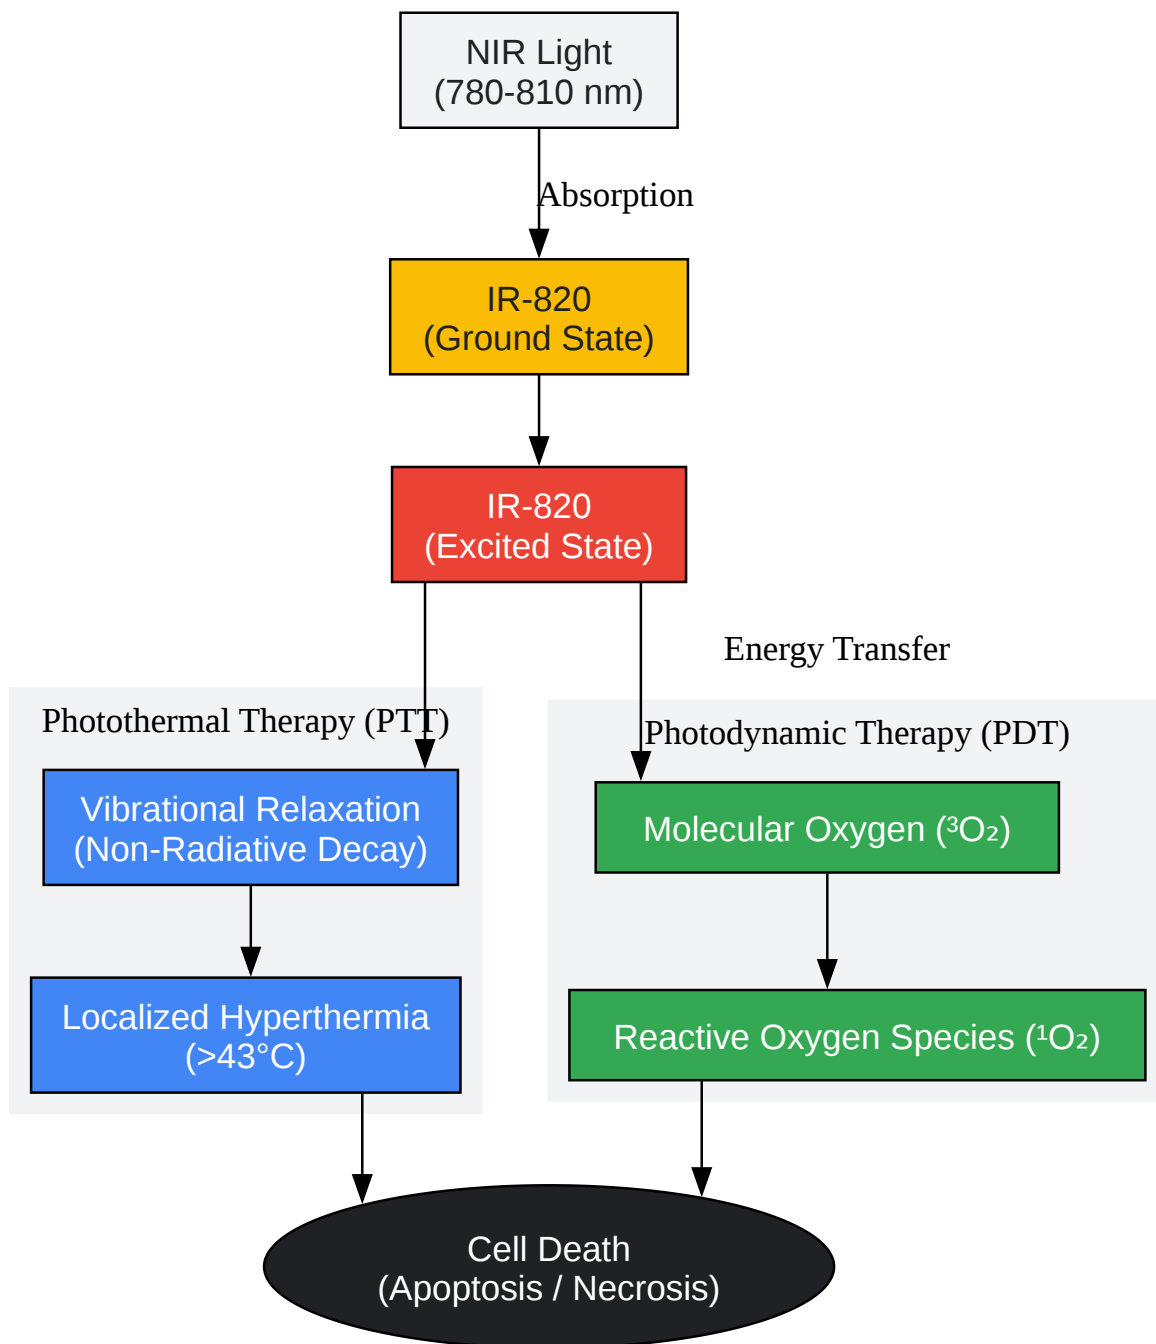 NIR Light
(780-810 nm)
Absorption
IR-820
(Ground State)
IR-820
(Excited State)
Energy Transfer
Photothermal Therapy (PTT)
Photodynamic Therapy (PDT)
Vibrational Relaxation
(Non-Radiative Decay)
Molecular Oxygen (³O₂)
Localized Hyperthermia
(>43°C)
Reactive Oxygen Species (¹O₂)
Cell Death
(Apoptosis / Necrosis)